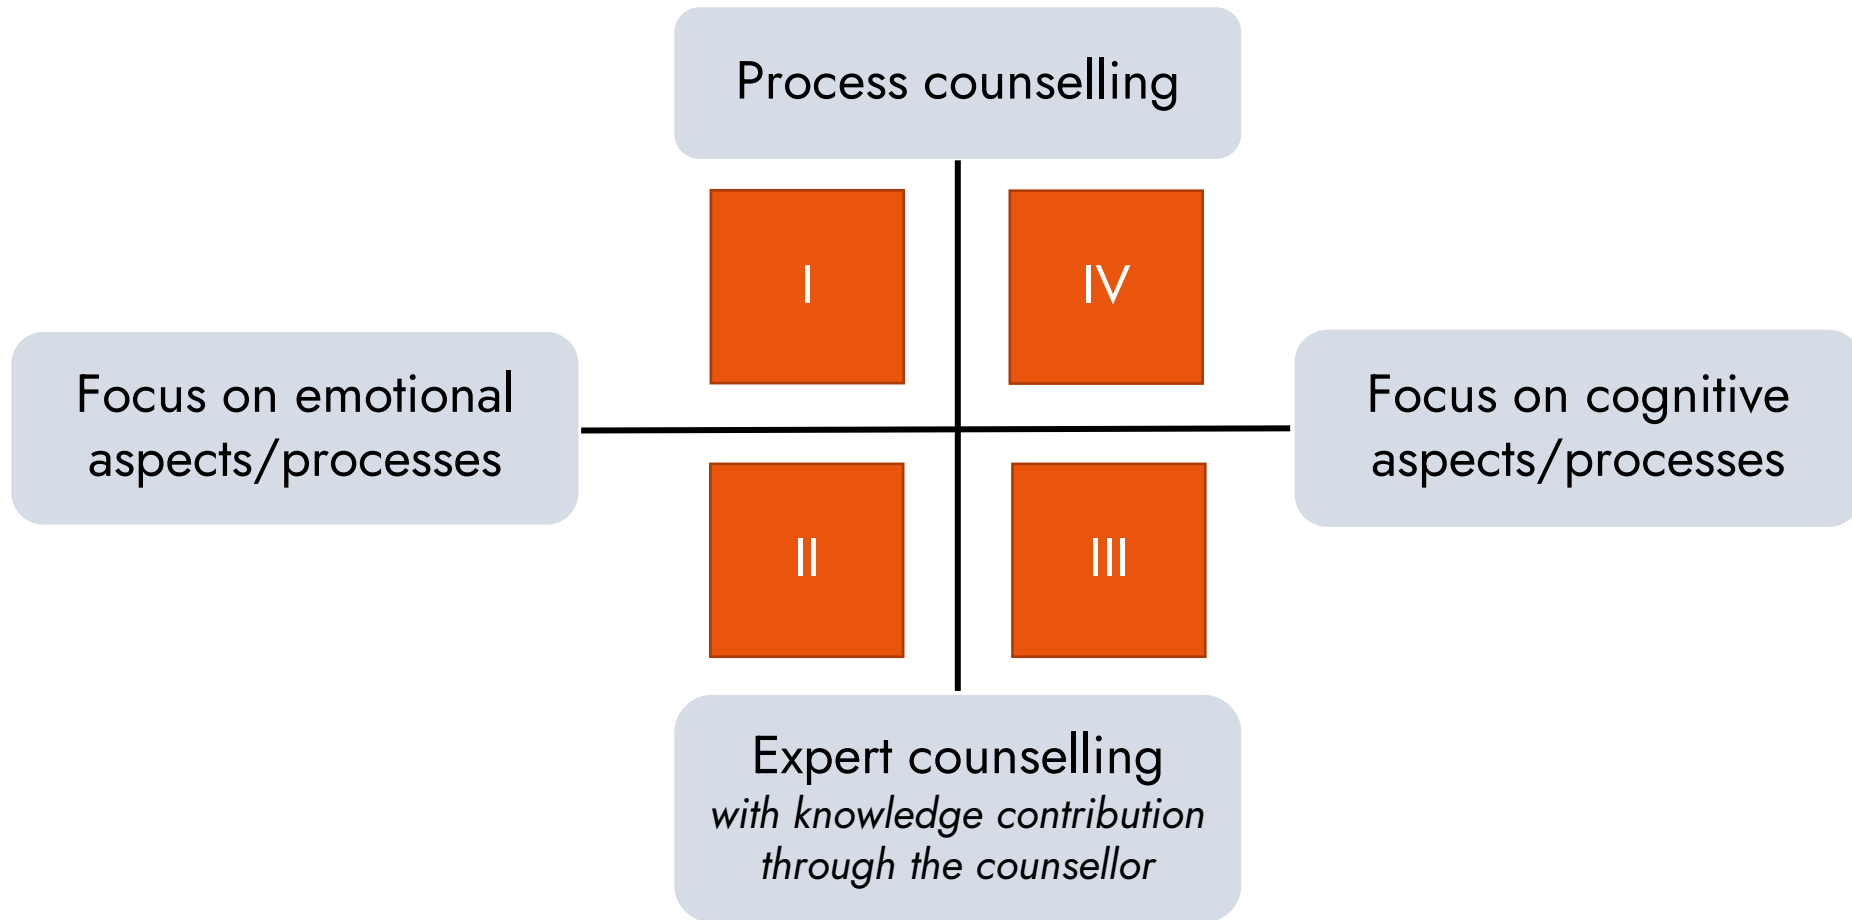 Process counselling
I
IV
Focus on emotional
aspects/processes
Focus on cognitive
aspects/processes
II
III
Expert counselling
with knowledge contribution
through the counsellor